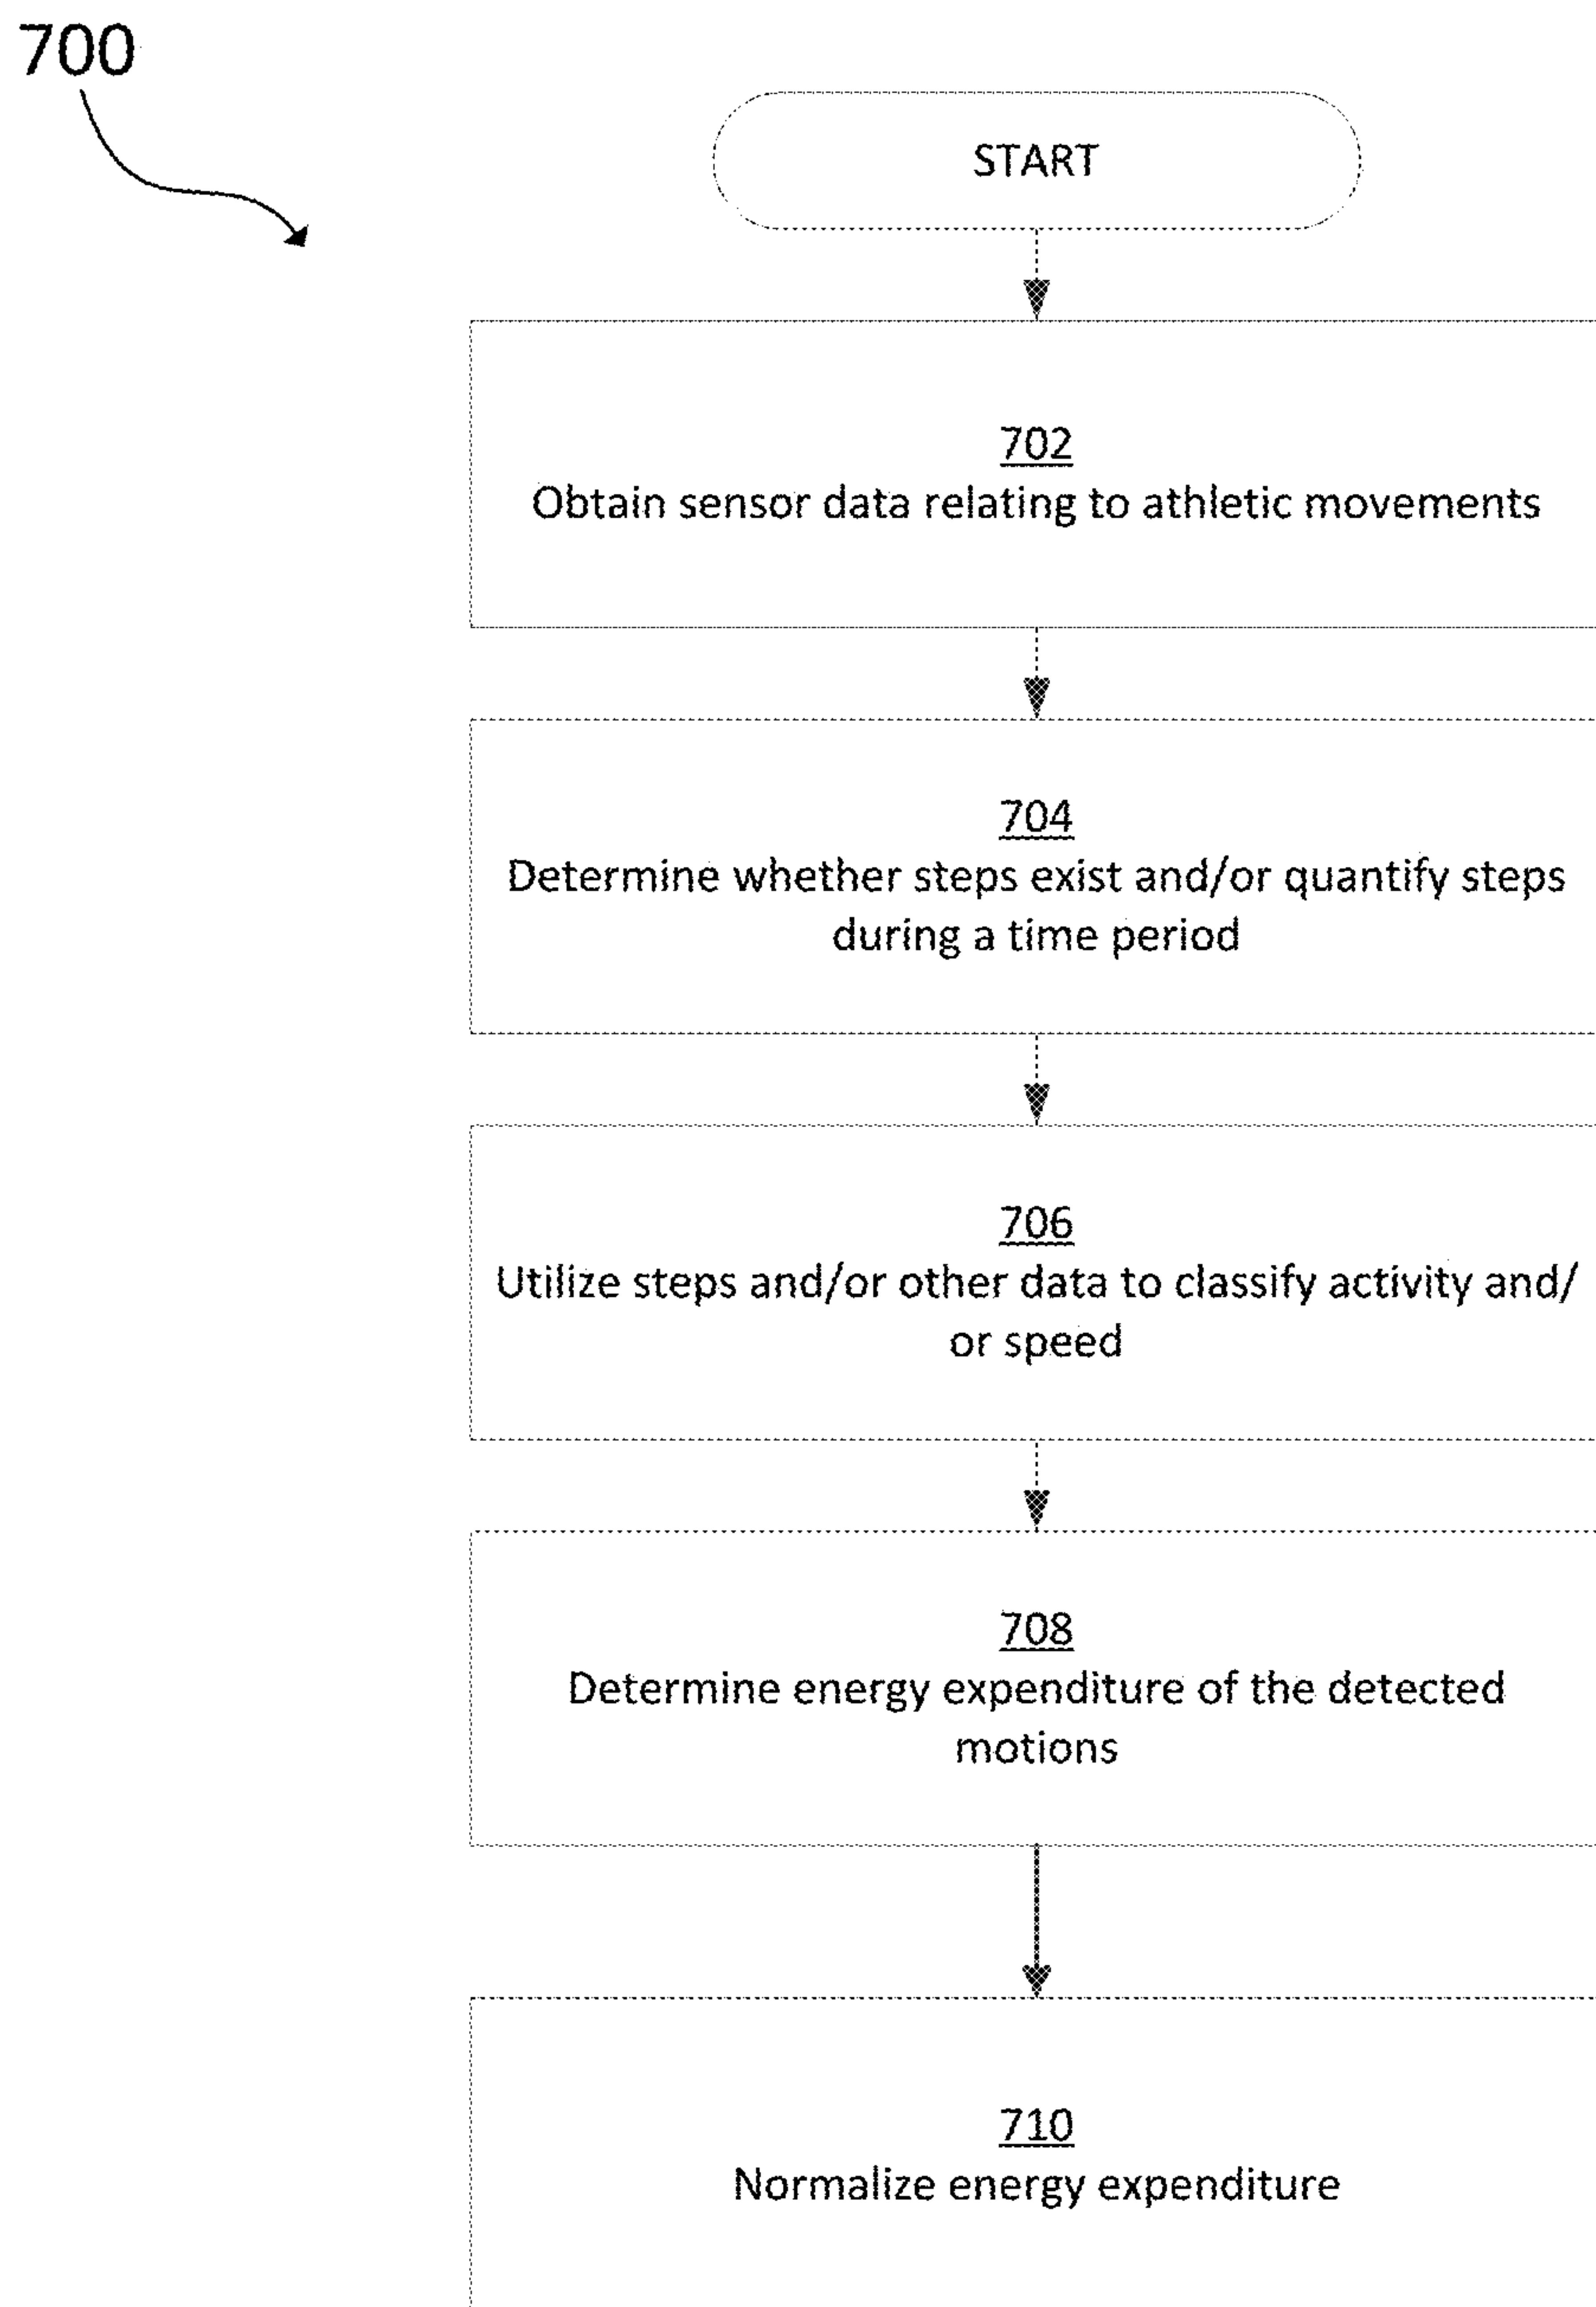 700
START
702
Obtain sensor data relating to athletic movements
704
Determine whether steps exist and/or quantify steps
during a time period
706
Utilize steps and/or other data to classify activity and/
or speed
708
Determine energy expenditure of the detected
motions
710
Normalize energy expenditure